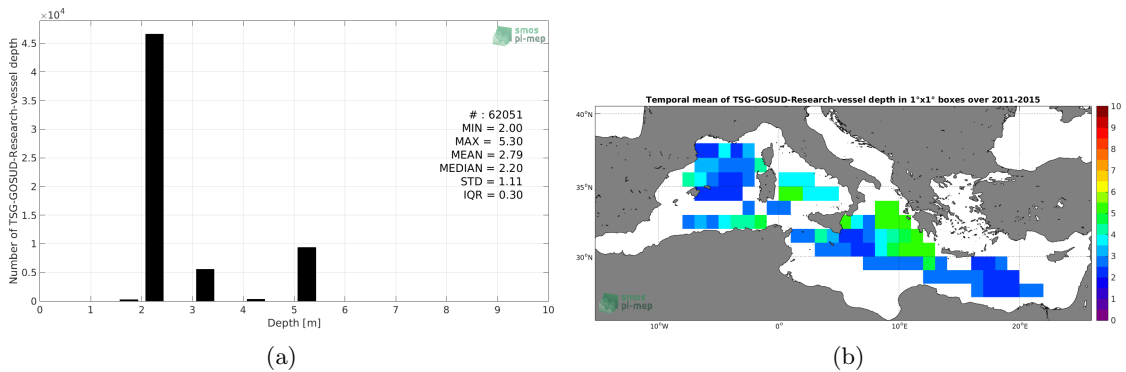 ×10⁴
4.5
4
3.5
3
2.5
2
1.5
1
0.5
0
0 1 2 3 4 5 6 7 8 9 10
Number of TSG-GOSUD-Research-vessel depth
Depth [m]
smos
pi-mep
# : 62051
MIN = 2.00
MAX = 5.30
MEAN = 2.79
MEDIAN = 2.20
STD = 1.11
IQR = 0.30
(a)
Temporal mean of TSG-GOSUD-Research-vessel depth in 1°x1° boxes over 2011-2015
40°N
35°N
30°N
10°W 0° 10°E 20°E
smos
pi-mep
10
9
8
7
6
5
4
3
2
1
0
(b)